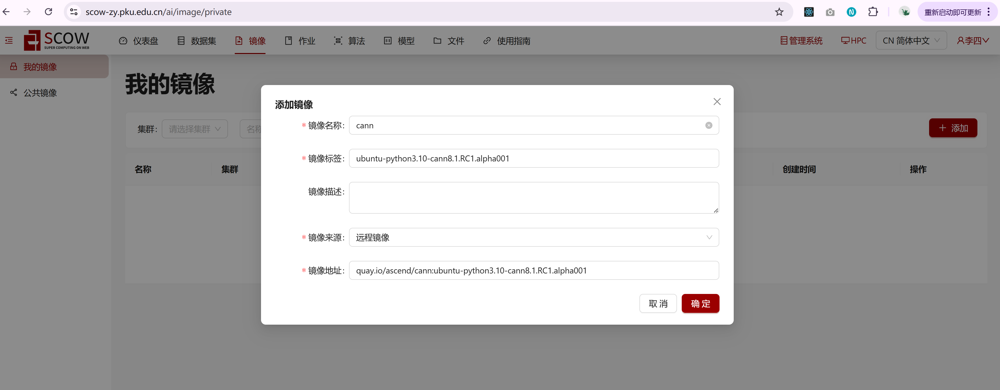 scow-zy.pku.edu.cn/ai/image/private
重新启动即可更新
SCOW
SUPER COMPUTING ON WEB
仪表盘
数据集
镜像
作业
算法
模型
文件
使用指南
管理系统
HPC
CN 简体中文
李四
我的镜像
公共镜像
我的镜像
集群:
请选择集群
名称
添加
名称
集群
创建时间
操作
添加镜像
* 镜像名称: cann
* 镜像标签: ubuntu-python3.10-cann8.1.RC1.alpha001
镜像描述:
* 镜像来源: 远程镜像
* 镜像地址: quay.io/ascend/cann:ubuntu-python3.10-cann8.1.RC1.alpha001
取 消
确 定